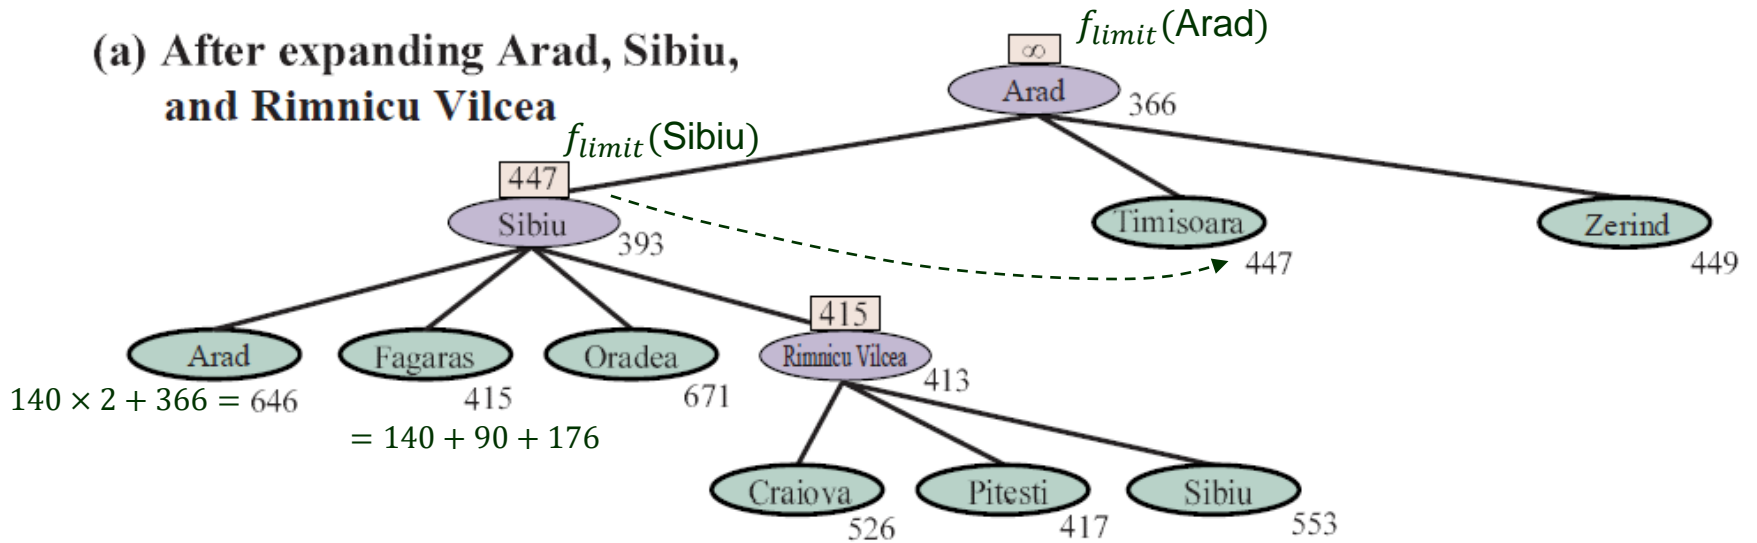 f_limit(Arad)
(a) After expanding Arad, Sibiu,
and Rimnicu Vilcea
∞
Arad
366
f_limit(Sibiu)
447
Sibiu
393
Timisoara
447
Zerind
449
415
Arad
Fagaras
Oradea
Rimnicu Vilcea
140 × 2 + 366 = 646
415
671
413
= 140 + 90 + 176
Craiova
526
Pitesti
417
Sibiu
553